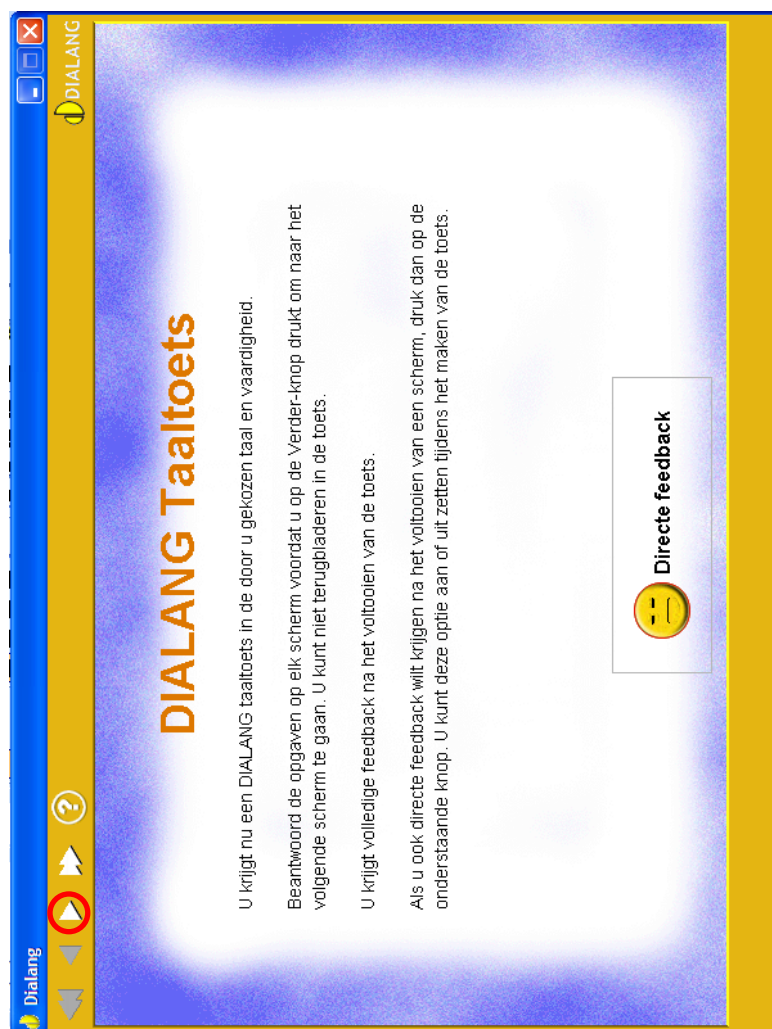 Dialang
DIALANG
DIALANG Taaltoets
U krijgt nu een DIALANG taaltoets in de door u gekozen taal en vaardigheid.
Beantwoord de opgaven op elk scherm voordat u op de Verder-knop drukt om naar het
volgende scherm te gaan. U kunt niet terugbladeren in de toets.
U krijgt volledige feedback na het voltooien van de toets.
Als u ook directe feedback wilt krijgen na het voltooien van een scherm, druk dan op de
onderstaande knop. U kunt deze optie aan of uit zetten tijdens het maken van de toets.
Directe feedback